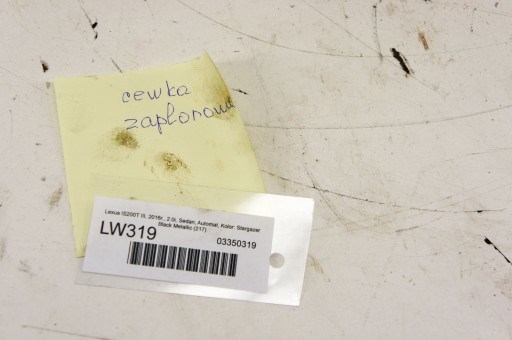 cewka
zapłonowa
Lexus IS200T III, 2016r., 2.0i, Sedan, Automat, Kolor: Stargazer
Black Metallic (217)
LW319
03350319